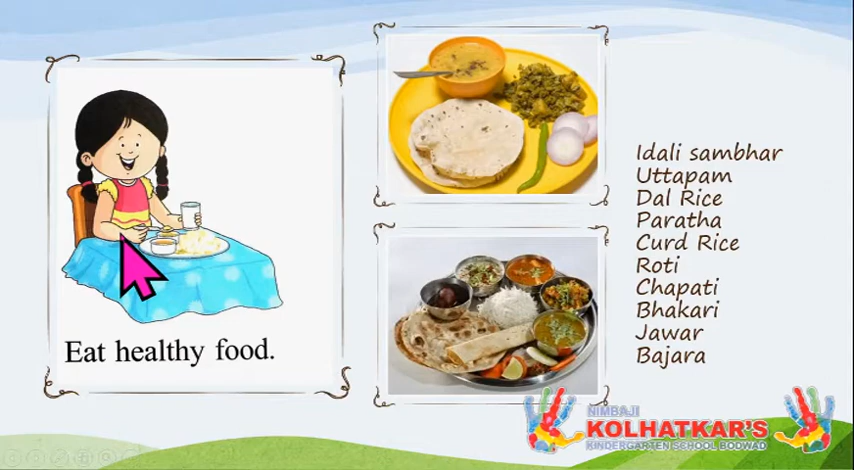 Eat healthy food.
Idali sambhar
Uttapam
Dal Rice
Paratha
Curd Rice
Roti
Chapati
Bhakari
Jawar
Bajara
NIMBAJI
KOLHATKAR'S
KINDERGARTEN SCHOOL BODWAD